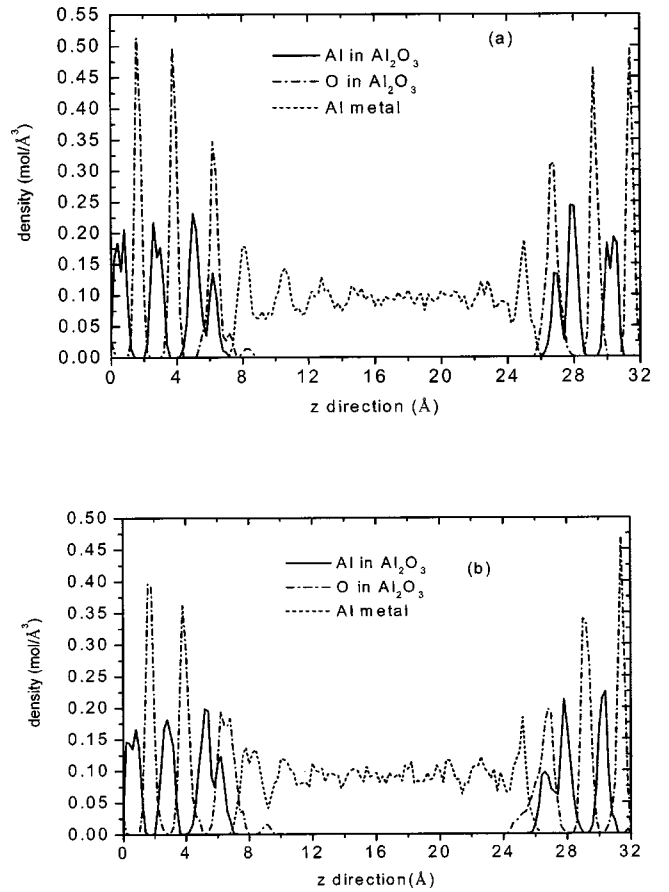 (a)
Al in Al₂O₃
O in Al₂O₃
Al metal
density (mol/Å³)
0.55
0.50
0.45
0.40
0.35
0.30
0.25
0.20
0.15
0.10
0.05
0.00
0 4 8 12 16 20 24 28 32
z direction (Å)
(b)
Al in Al₂O₃
O in Al₂O₃
Al metal
density (mol/Å³)
0.50
0.45
0.40
0.35
0.30
0.25
0.20
0.15
0.10
0.05
0.00
0 4 8 12 16 20 24 28 32
z direction(Å)